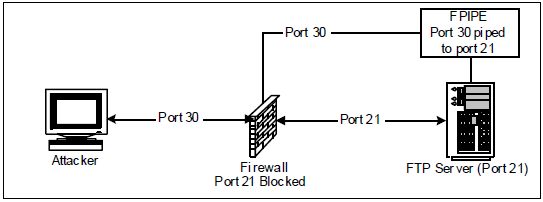 FPIPE
Port 30 piped
to port 21
Port 30
Port 30
Port 21
Attacker
Firewall
Port 21 Blocked
FTP Server (Port 21)